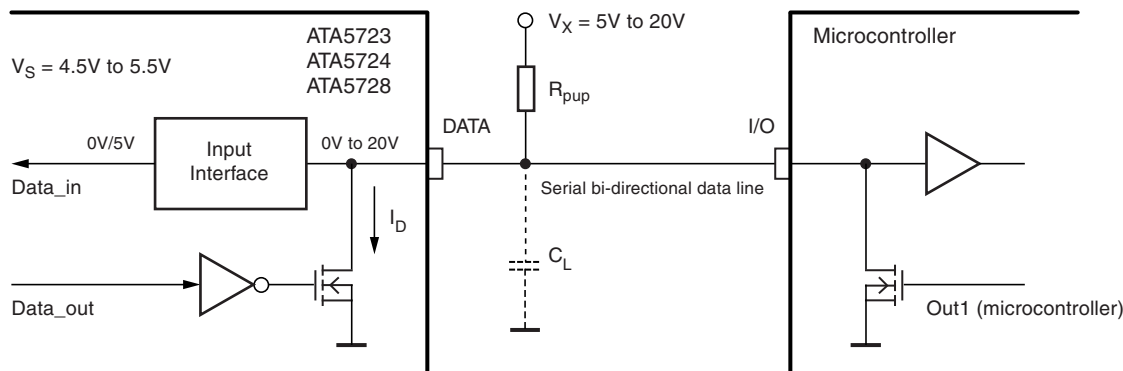 V_S = 4.5V to 5.5V
ATA5723
ATA5724
ATA5728
0V/5V
Input
Interface
0V to 20V
Data_in
I_D
Data_out
DATA
V_X = 5V to 20V
R_pup
Serial bi-directional data line
C_L
I/O
Microcontroller
Out1 (microcontroller)